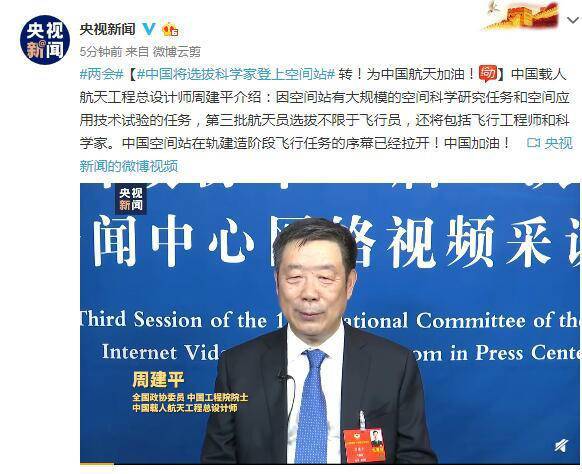 央视新闻
5分钟前 来自 微博云剪
#两会#【#中国将选拔科学家登上空间站# 转！为中国航天加油！】中国载人
航天工程总设计师周建平介绍：因空间站有大规模的空间科学研究任务和空间应
用技术试验的任务，第三批航天员选拔不限于飞行员，还将包括飞行工程师和科
学家。中国空间站在轨建造阶段飞行任务的序幕已经拉开！中国加油！ 央视
新闻的微博视频
央视
新闻
闻中心网络视频采访
Third Session of the 1 National Committee of the
Internet Vide om in Press Cente
周建平
全国政协委员 中国工程院院士
中国载人航天工程总设计师